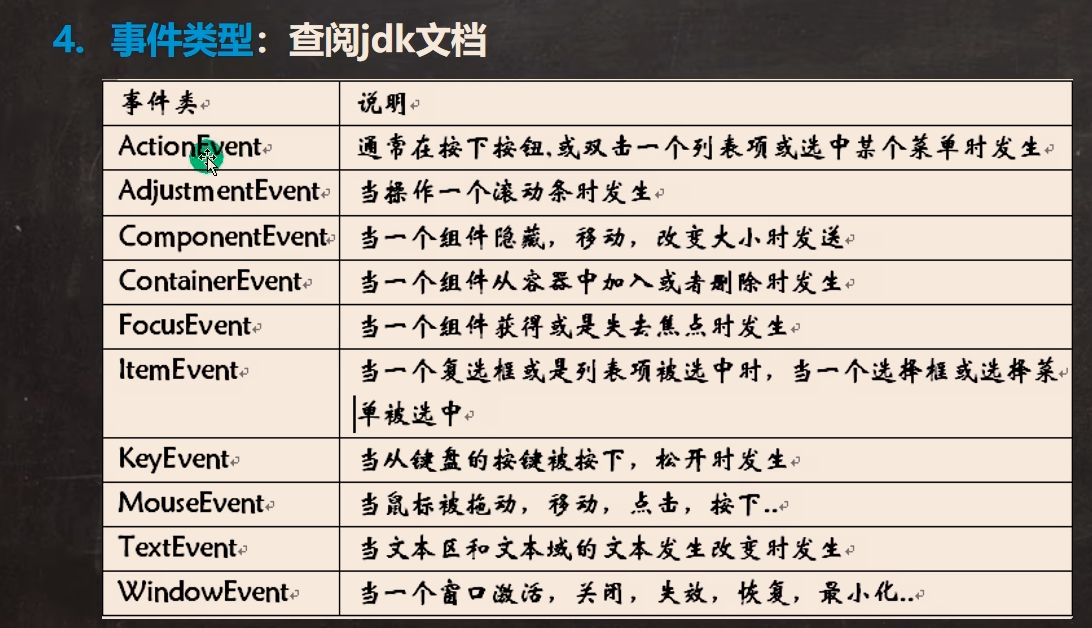 4. 事件类型：查阅jdk文档
事件类 说明
ActionEvent 通常在按下按钮,或双击一个列表项或选中某个菜单时发生
AdjustmentEvent 当操作一个滚动条时发生
ComponentEvent 当一个组件隐藏，移动，改变大小时发送
ContainerEvent 当一个组件从容器中加入或者删除时发生
FocusEvent 当一个组件获得或是失去焦点时发生
ItemEvent 当一个复选框或是列表项被选中时，当一个选择框或选择菜
单被选中
KeyEvent 当从键盘的按键被按下，松开时发生
MouseEvent 当鼠标被拖动，移动，点击，按下..
TextEvent 当文本区和文本域的文本发生改变时发生
WindowEvent 当一个窗口激活，关闭，失效，恢复，最小化..